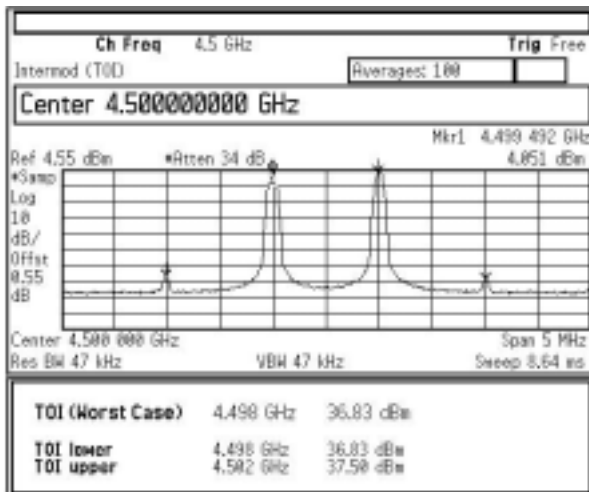 Ch Freq 4.5 GHz Trig Free
Intermod (TOI) Averages: 100
Center 4.500000000 GHz
Mkr1 4.499 492 GHz
Ref 4.55 dBm *Atten 34 dB 4.051 dBm
*Samp
Log
10
dB/
Offst
0.55
dB
Center 4.500 000 GHz Span 5 MHz
Res BW 47 kHz VBW 47 kHz Sweep 8.64 ms
TOI (Worst Case) 4.498 GHz 36.83 dBm
TOI lower 4.498 GHz 36.83 dBm
TOI upper 4.502 GHz 37.50 dBm